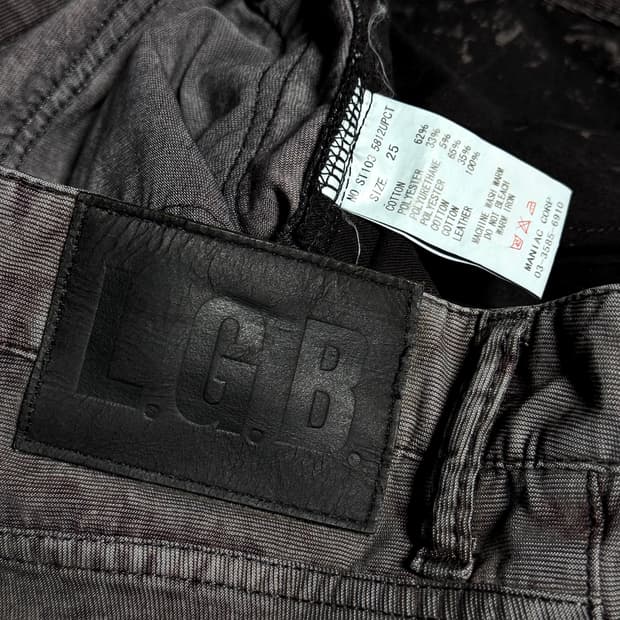 NO S1103 5812UPCT
SIZE 25
COTTON 62%
POLYESTER 33%
POLYURETHANE 5%
POLYESTER 65%
COTTON 35%
LEATHER 100%
MACHINE WASH WARM
DO NOT BLEACH
WARM IRON
MANIAC CORP
03-3585-6910
L.G.B.